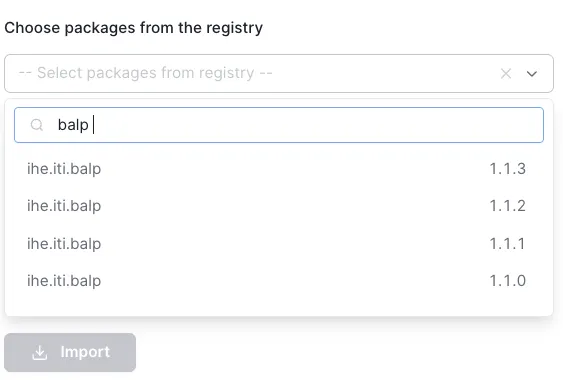 Choose packages from the registry
-- Select packages from registry --
balp
ihe.iti.balp 1.1.3
ihe.iti.balp 1.1.2
ihe.iti.balp 1.1.1
ihe.iti.balp 1.1.0
Import